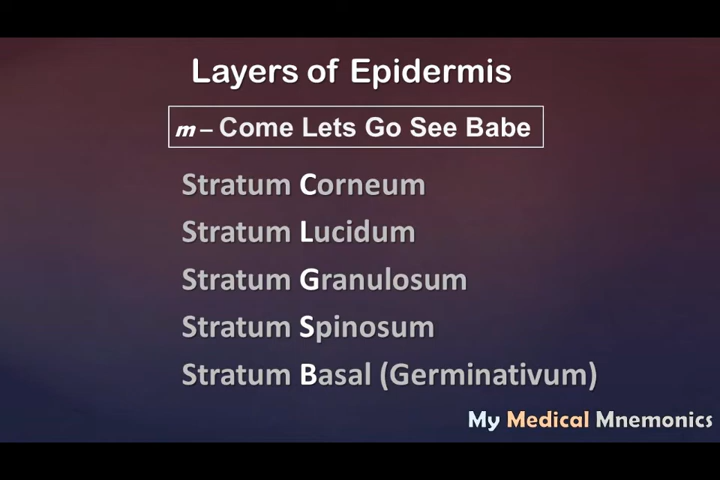 Layers of Epidermis
m – Come Lets Go See Babe
Stratum Corneum
Stratum Lucidum
Stratum Granulosum
Stratum Spinosum
Stratum Basal (Germinativum)
My Medical Mnemonics